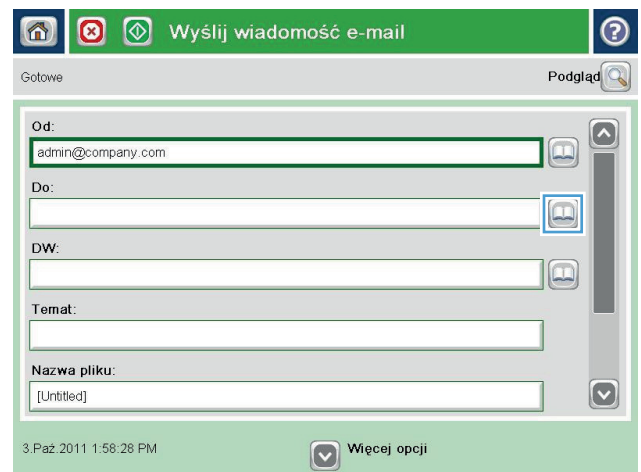 Wyślij wiadomość e-mail
Gotowe
Podgląd
Od:
admin@company.com
Do:
DW:
Temat:
Nazwa pliku:
[Untitled]
3.Paź.2011 1:58:28 PM
Więcej opcji